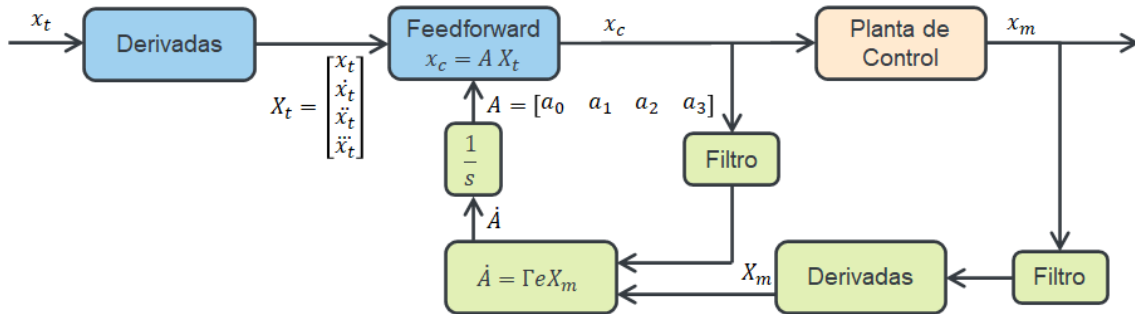 x_t
Derivadas
Feedforward
x_c = A X_t
x_c
Planta de
Control
x_m
X_t = [x_t ẋ_t ẍ_t x⃛_t]
A = [a_0 a_1 a_2 a_3]
1/s
Filtro
Ȧ
Ȧ = ΓeX_m
X_m
Derivadas
Filtro